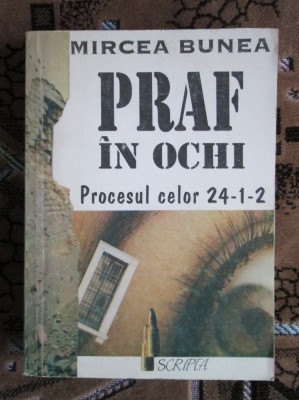 MIRCEA BUNEA
PRAF
ÎN OCHI
Procesul celor 24-1-2
SCRIPTA